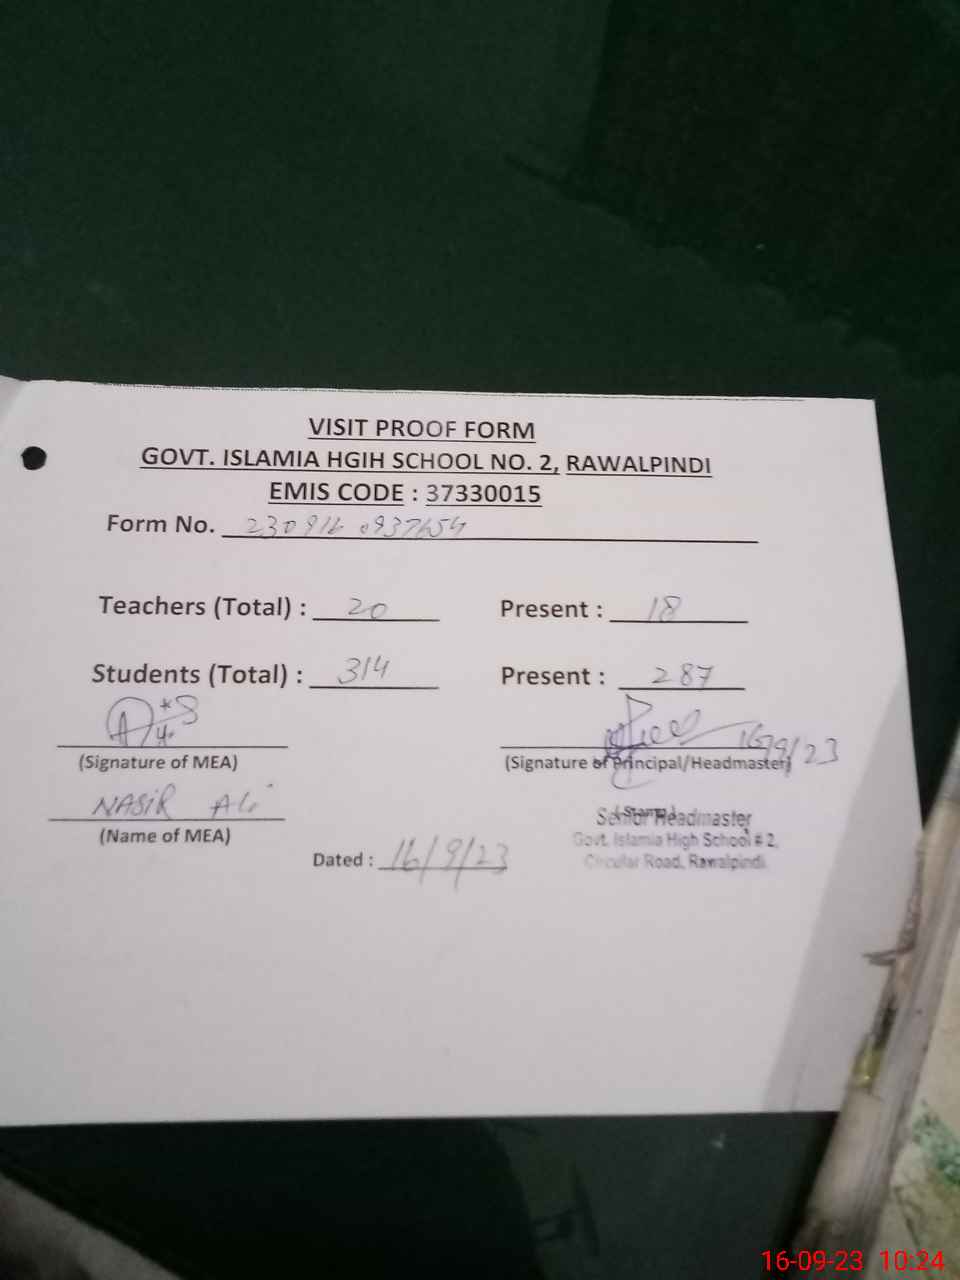 VISIT PROOF FORM
GOVT. ISLAMIA HGIH SCHOOL NO. 2, RAWALPINDI
EMIS CODE : 37330015
Form No. 230916 0937654
Teachers (Total) : 20 Present : 18
Students (Total) : 314 Present : 287
16/9/23
(Signature of MEA) (Signature of Principal/Headmaster)
NASIR Ali
(Name of MEA) Senior Headmaster
Govt. Islamia High School # 2,
Dated : 16/9/23 Circular Road, Rawalpindi.
16-09-23 10:24